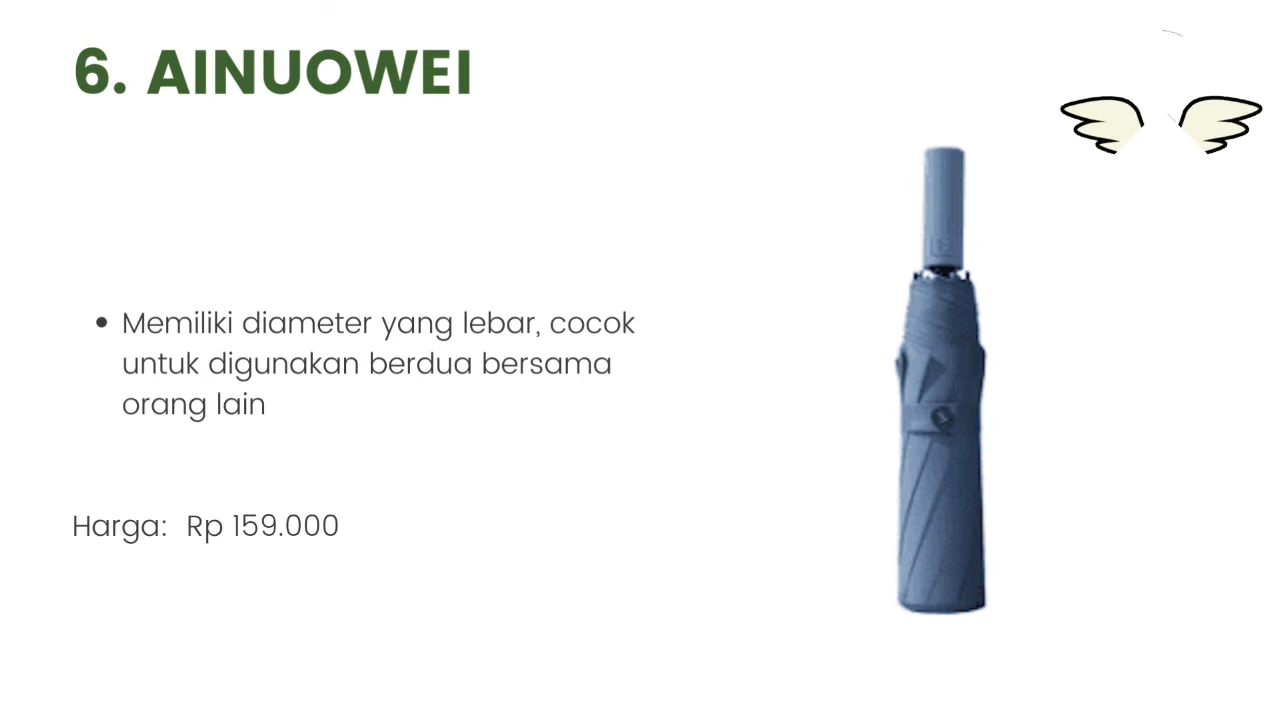 6. AINUOWEI
• Memiliki diameter yang lebar, cocok
untuk digunakan berdua bersama
orang lain
Harga: Rp 159.000